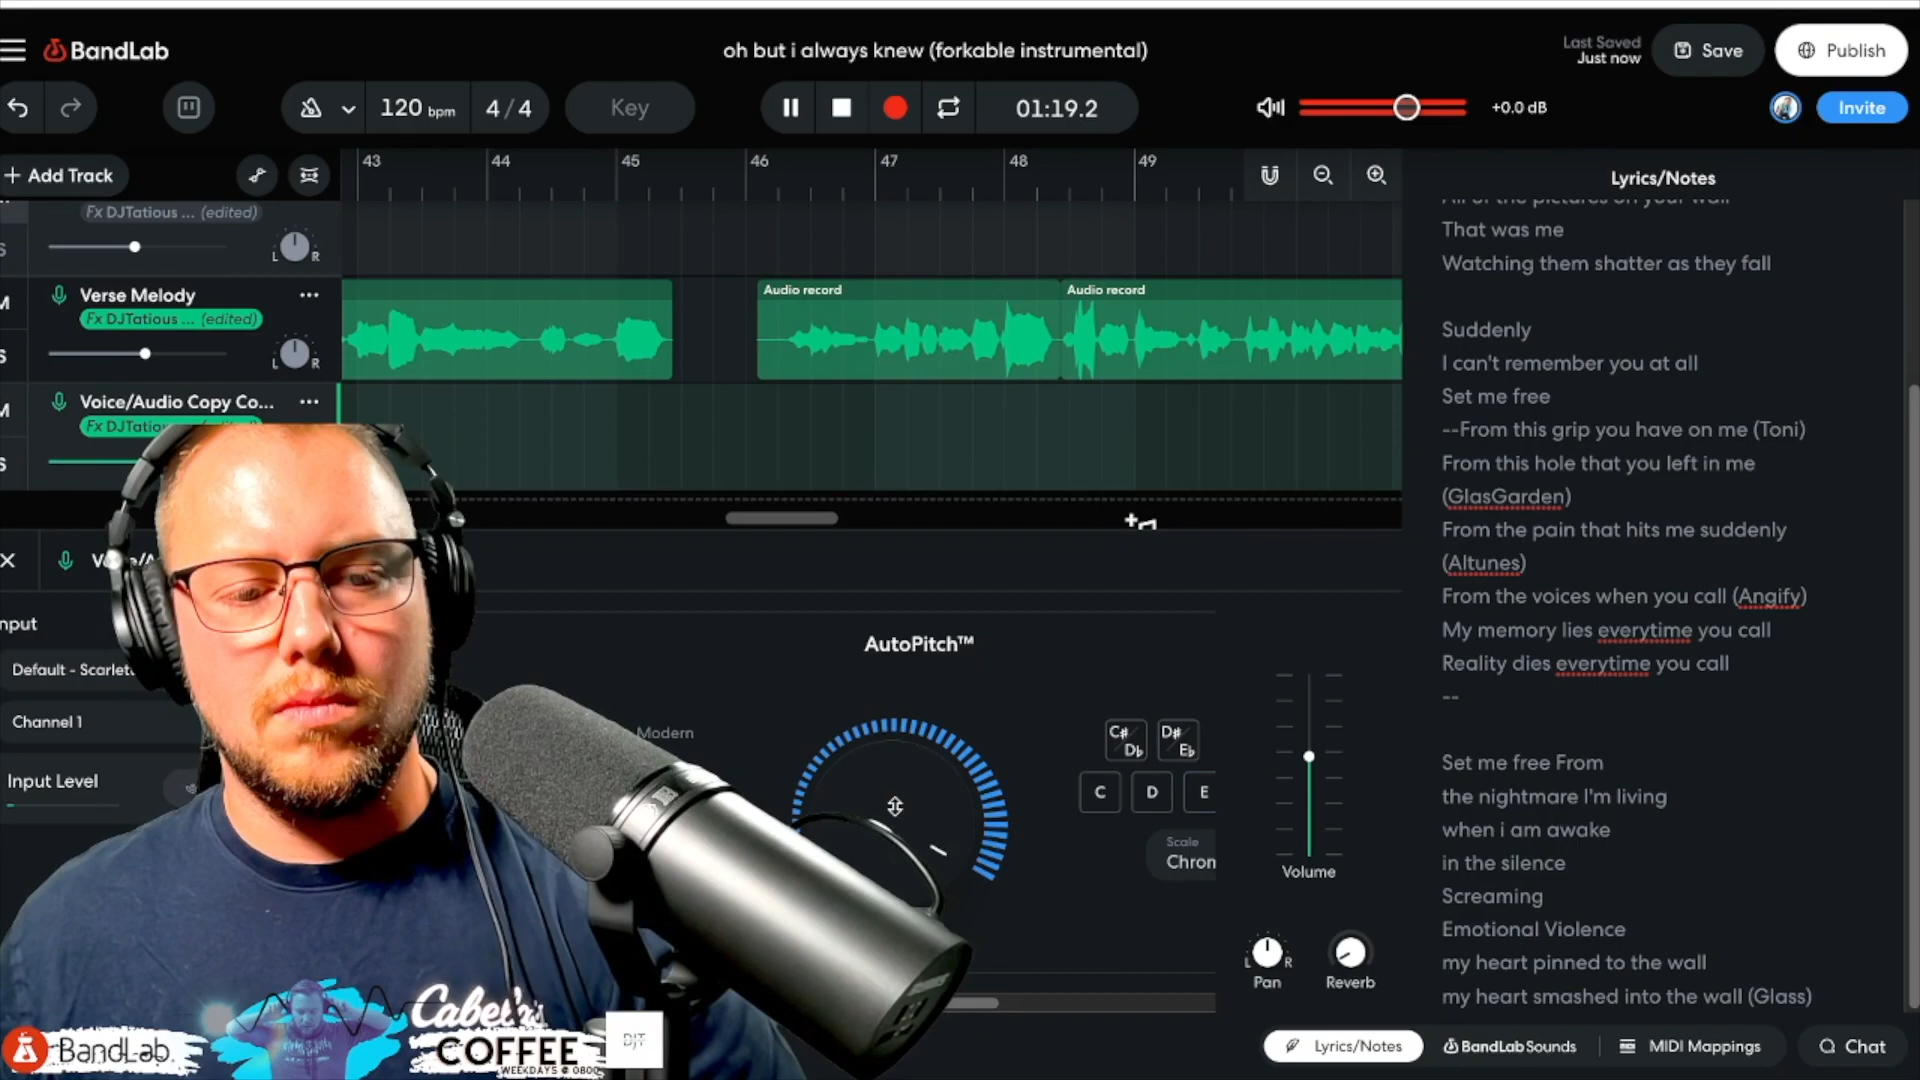 BandLab
oh but i always knew (forkable instrumental)
Last Saved
Just now
Save
Publish
120 bpm
4 / 4
Key
01:19.2
+0.0 dB
Invite
+ Add Track
43 44 45 46 47 48 49
Lyrics/Notes
Fx DJTatious ... (edited)
L R
S
M
Verse Melody
Fx DJTatious ... (edited)
L R
S
Audio record
Audio record
M
Voice/Audio Copy Co...
S
That was me
Watching them shatter as they fall
Suddenly
I can't remember you at all
Set me free
--From this grip you have on me (Toni)
From this hole that you left in me
(GlasGarden)
From the pain that hits me suddenly
(Altunes)
From the voices when you call (Angify)
My memory lies everytime you call
Reality dies everytime you call
--
Set me free From
the nightmare I'm living
when i am awake
in the silence
Screaming
Emotional Violence
my heart pinned to the wall
my heart smashed into the wall (Glass)
nput
Default - Scarlet
Channel 1
Input Level
AutoPitch™
Modern
C# Db
D# Eb
C D E
Scale
Chron
Volume
L R
Pan
Reverb
Lyrics/Notes
BandLab Sounds
MIDI Mappings
Chat
BandLab
COFFEE
WEEKDAYS @ 0800
DJT